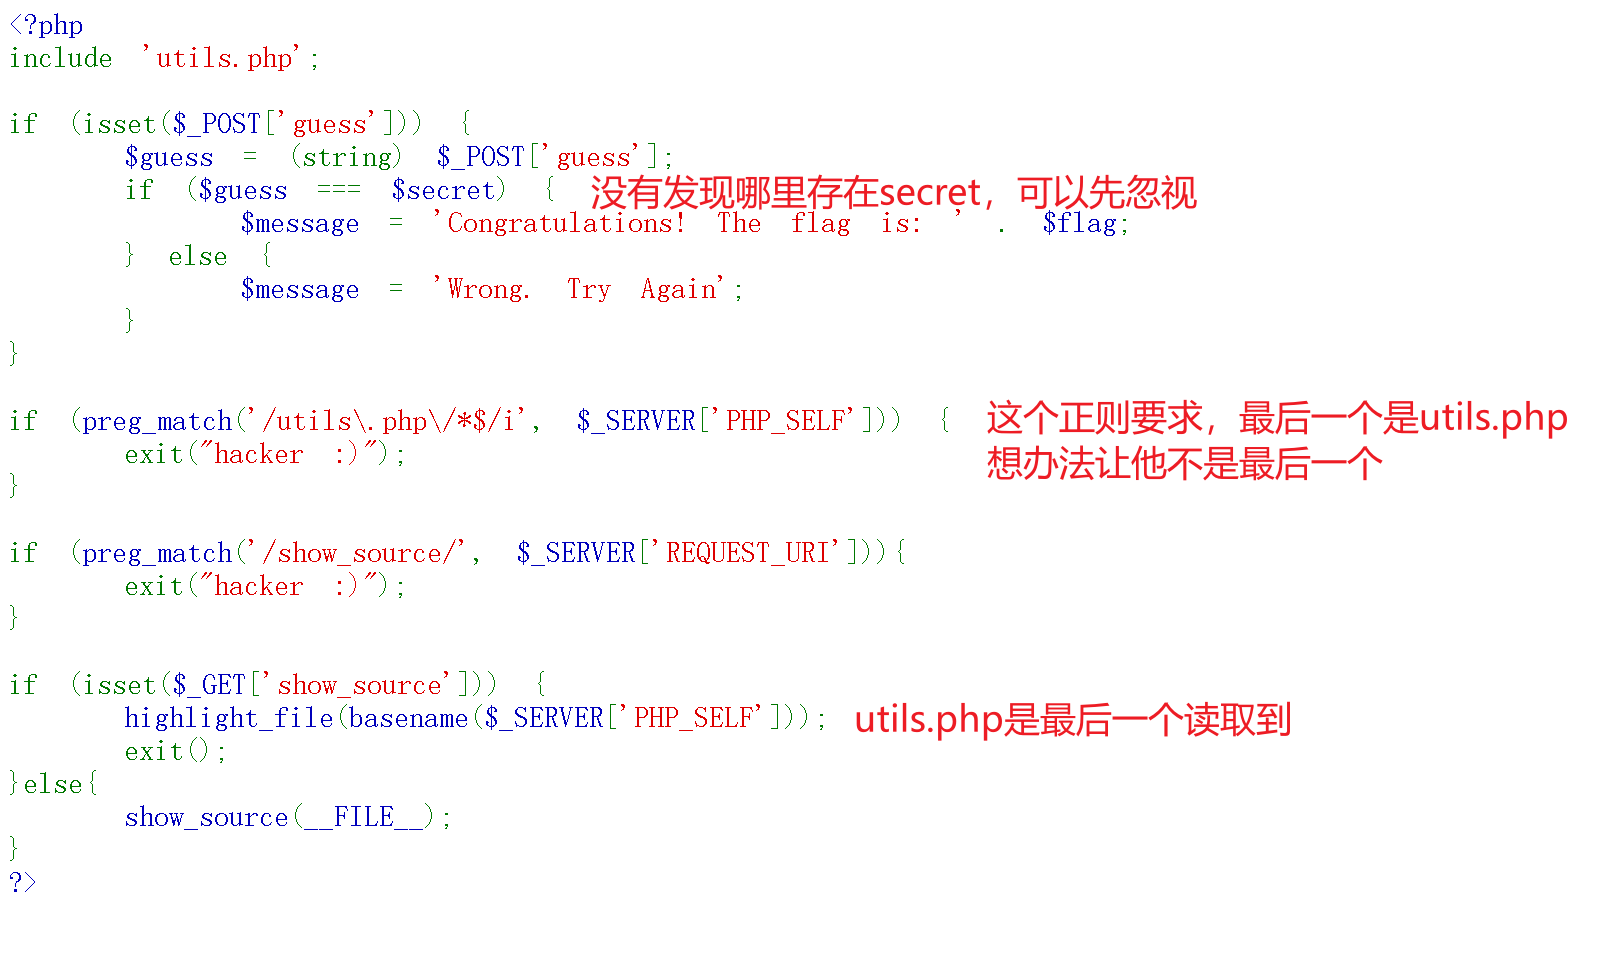 <?php
include 'utils.php';
if (isset($_POST['guess'])) {
$guess = (string) $_POST['guess'];
if ($guess === $secret) {
没有发现哪里存在secret，可以先忽视
$message = 'Congratulations! The flag is: ' . $flag;
} else {
$message = 'Wrong. Try Again';
}
}
if (preg_match('/utils\.php\/*$/i', $_SERVER['PHP_SELF'])) {
这个正则要求，最后一个是utils.php
exit("hacker :)");
想办法让他不是最后一个
}
if (preg_match('/show_source/', $_SERVER['REQUEST_URI'])){
exit("hacker :)");
}
if (isset($_GET['show_source'])) {
highlight_file(basename($_SERVER['PHP_SELF']));
utils.php是最后一个读取到
exit();
}else{
show_source(__FILE__);
}
?>